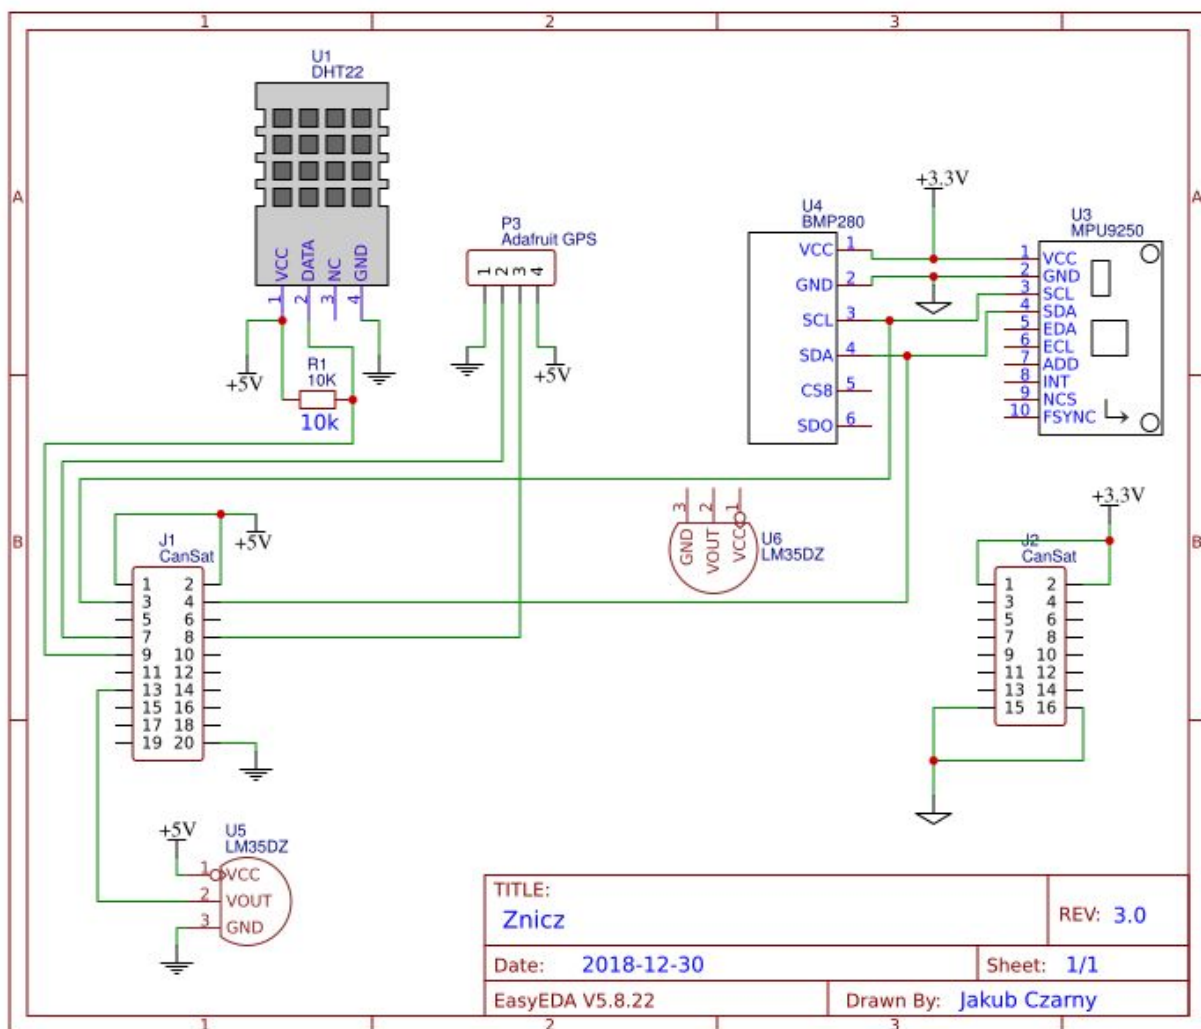 1 2 3
A A
B B
U1
DHT22
VCC DATA NC GND
1 2 3 4
+5V
R1
10K
10k
P3
Adafruit GPS
1 2 3 4
+5V
+3.3V
U4
BMP280
VCC 1
GND 2
SCL 3
SDA 4
CSB 5
SDO 6
U3
MPU9250
1 VCC
2 GND
3 SCL
4 SDA
5 EDA
6 ECL
7 ADD
8 INT
9 NCS
10 FSYNC
+5V
J1
CanSat
1 2
3 4
5 6
7 8
9 10
11 12
13 14
15 16
17 18
19 20
3 2 1
GND VOUT VCC
U6
LM35DZ
+3.3V
J2
CanSat
1 2
3 4
5 6
7 8
9 10
11 12
13 14
15 16
+5V
U5
LM35DZ
1 VCC
2 VOUT
3 GND
TITLE:
Znicz
REV: 3.0
Date: 2018-12-30
Sheet: 1/1
EasyEDA V5.8.22
Drawn By: Jakub Czarny
1 2 3